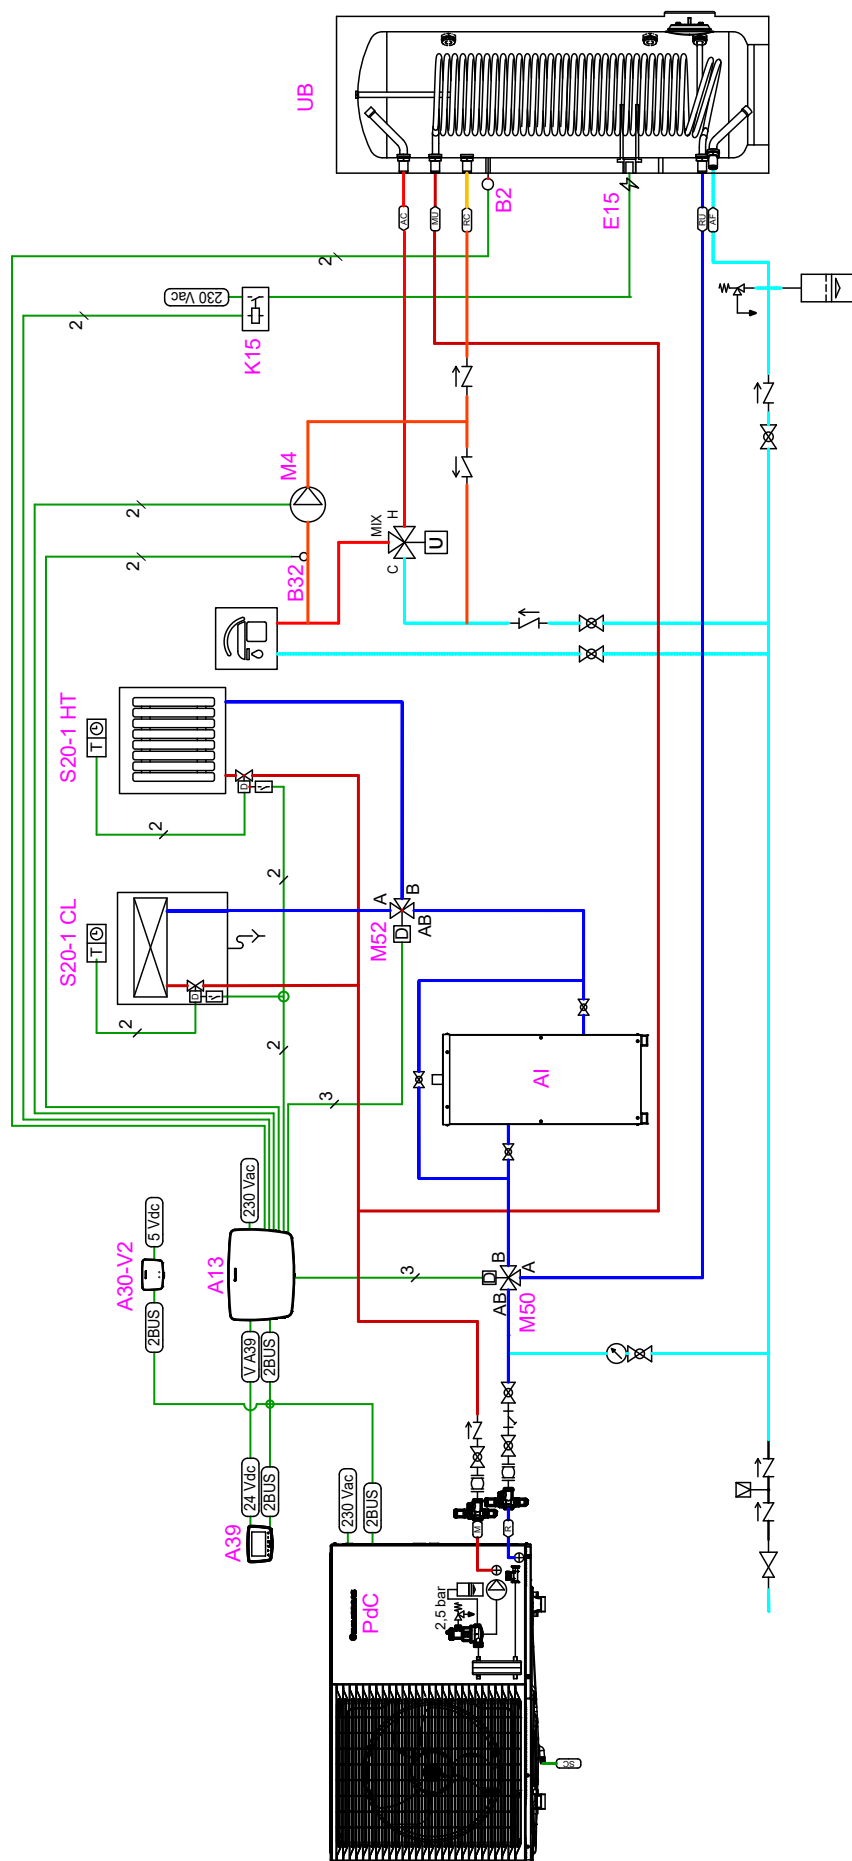 A39
24 Vdc
2BUS
V A39
2BUS
A30-V2
2BUS
5 Vdc
A13
230 Vac
230 Vac
2BUS
PdC
2,5 bar
M
R
SC
S20-1 CL
T
D
2
2
S20-1 HT
T
D
2
2
3
3
M52
D
A
B
AB
M50
D
AB
B
A
AI
2
2
2
2
B32
M4
K15
230 Vac
MIX
H
C
U
UB
AC
MU
RC
B2
E15
RU
AF